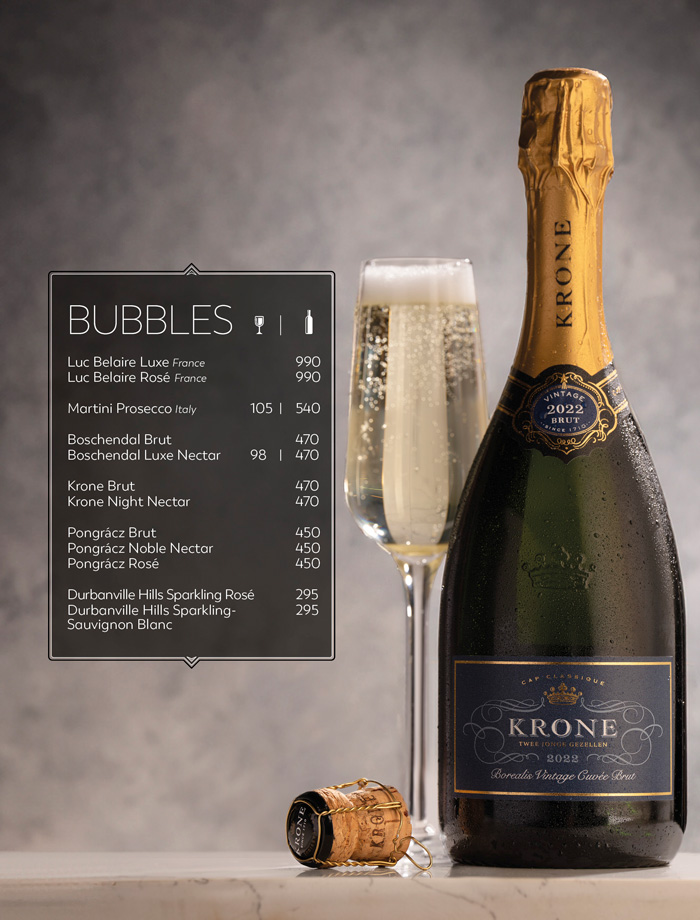 BUBBLES |
Luc Belaire Luxe France 990
Luc Belaire Rosé France 990
Martini Prosecco Italy 105 | 540
Boschendal Brut 470
Boschendal Luxe Nectar 98 | 470
Krone Brut 470
Krone Night Nectar 470
Pongrácz Brut 450
Pongrácz Noble Nectar 450
Pongrácz Rosé 450
Durbanville Hills Sparkling Rosé 295
Durbanville Hills Sparkling- 295
Sauvignon Blanc
KRONE
VINTAGE
2022
BRUT
SINCE 1710
CAP CLASSIQUE
KRONE
TWEE JONGE GEZELLEN
2022
Borealis Vintage Cuvée Brut
KRONE
KRONE